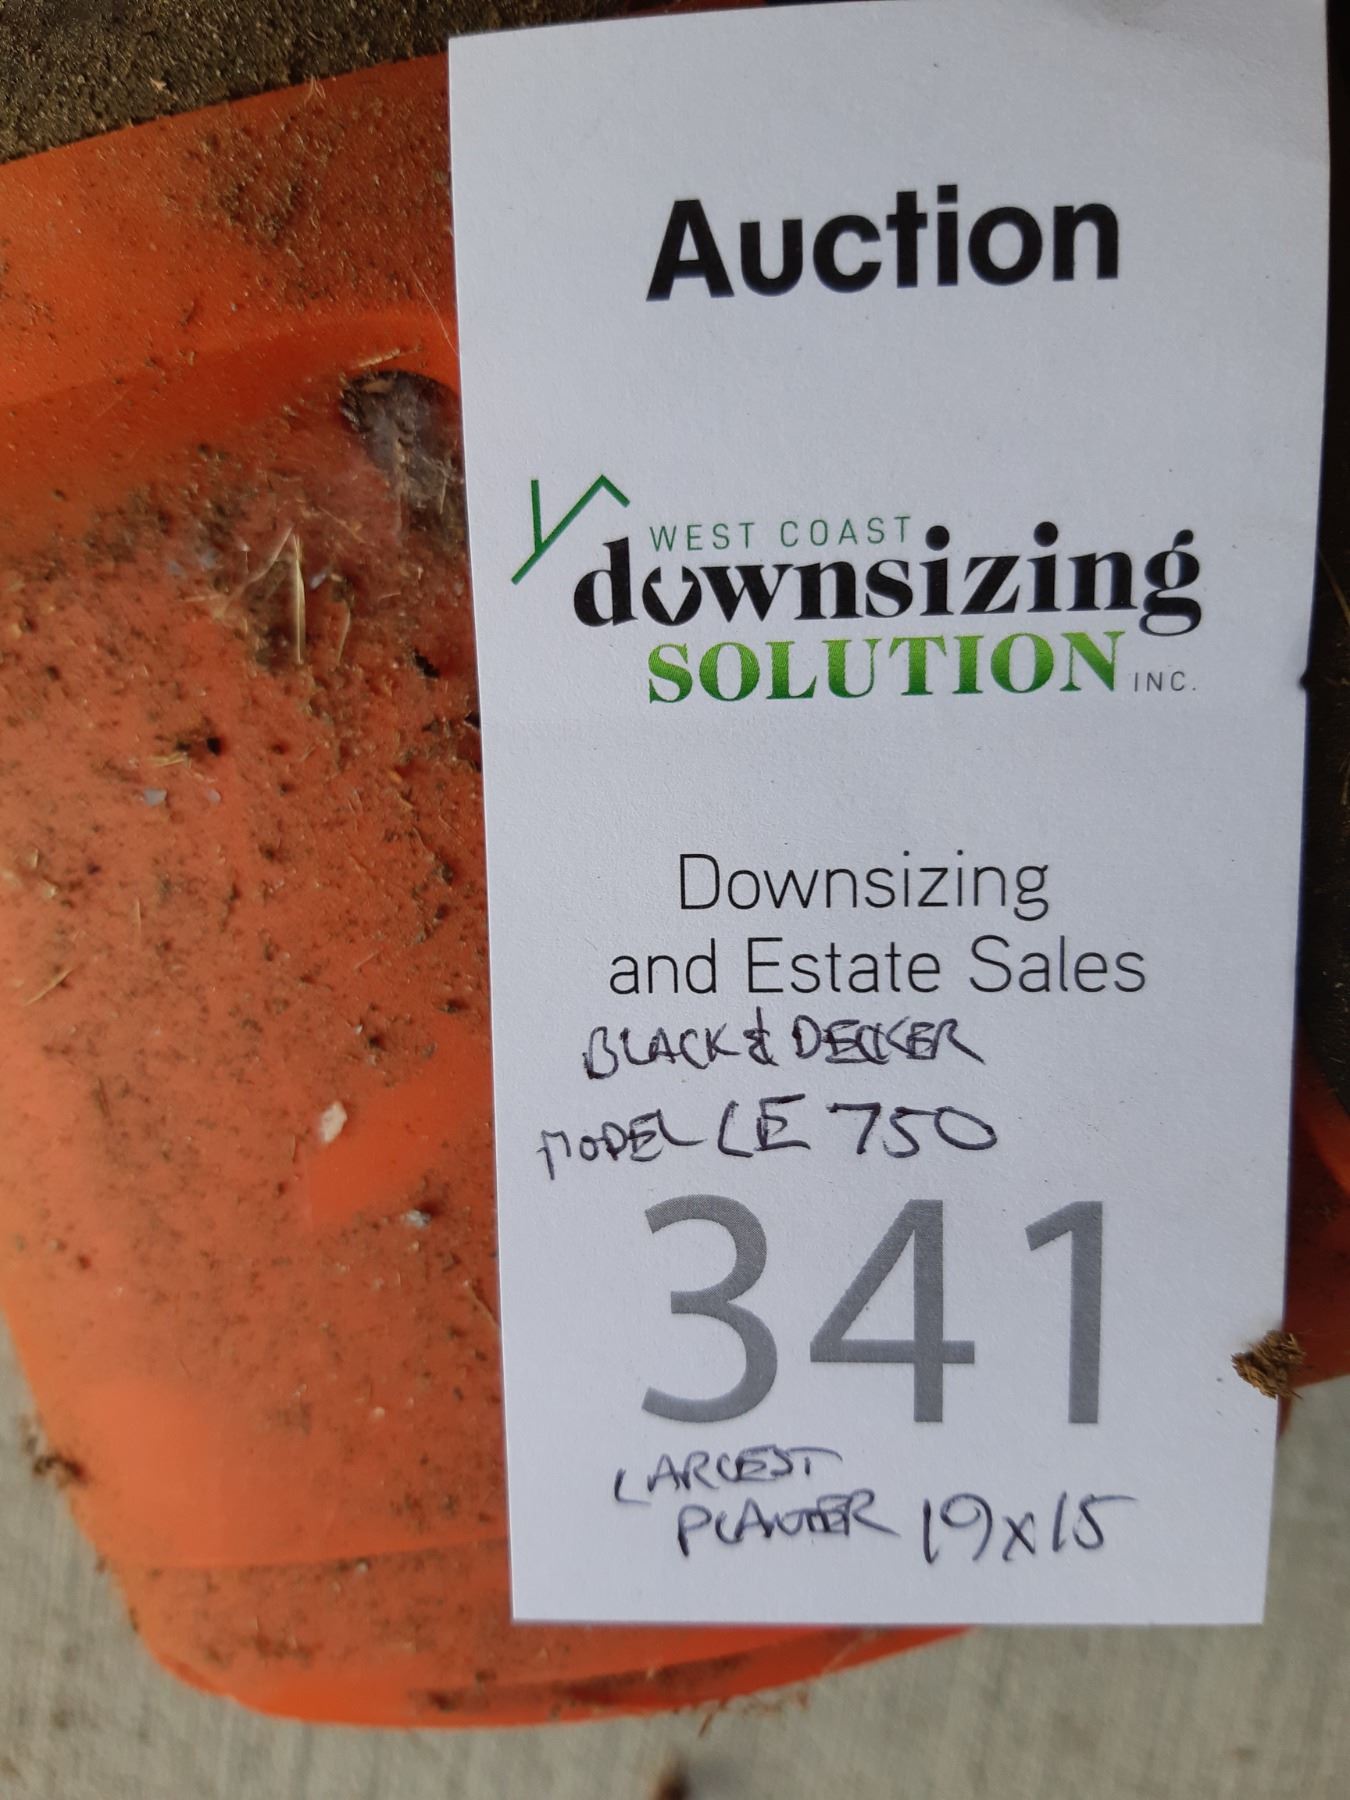 Auction
WEST COAST
downsizing
SOLUTION INC.
Downsizing
and Estate Sales
BLACK & DECKER
MODEL LE 750
341
LARGEST
PLANTER 19x15